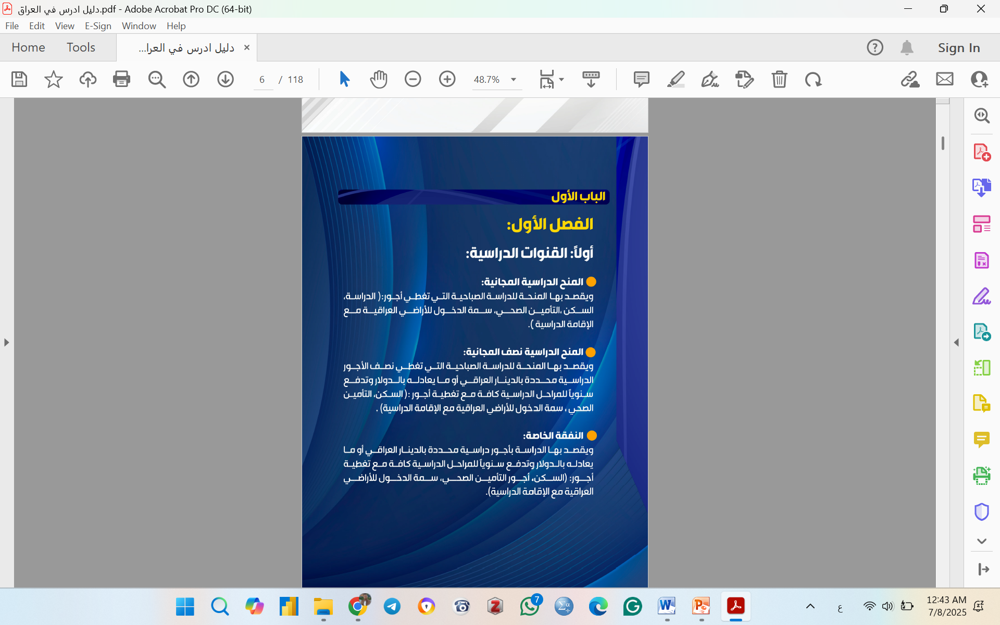 دليل ادرس في العراق.pdf - Adobe Acrobat Pro DC (64-bit)
File Edit View E-Sign Window Help
Home Tools دليل ادرس في العرا... × Sign In
6 / 118 48.7%
الباب الأول
الفصل الأول:
أولاً: القنوات الدراسية:
المنح الدراسية المجانية:
ويقصد بها المنحة للدراسة الصباحية التي تغطي أجور:( الدراسة،
السكن ،التأمين الصحي، سمة الدخول للأراضي العراقية مع
الإقامة الدراسية ).
المنح الدراسية نصف المجانية:
ويقصد بها المنحة للدراسة الصباحية التي تغطي نصف الأجور
الدراسية محددة بالدينار العراقي أو ما يعادله بالدولار وتدفع
سنوياً للمراحل الدراسية كافة مع تغطية أجور :( السكن، التأمين
الصحي ، سمة الدخول للأراضي العراقية مع الإقامة الدراسية) .
النفقة الخاصة:
ويقصد بها الدراسة بأجور دراسية محددة بالدينار العراقي أو ما
يعادله بالدولار وتدفع سنوياً للمراحل الدراسية كافة مع تغطية
أجور: (السكن، أجور التأمين الصحي، سمة الدخول للأراضي
العراقية مع الإقامة الدراسية).
7
ع
12:43 AM
7/8/2025